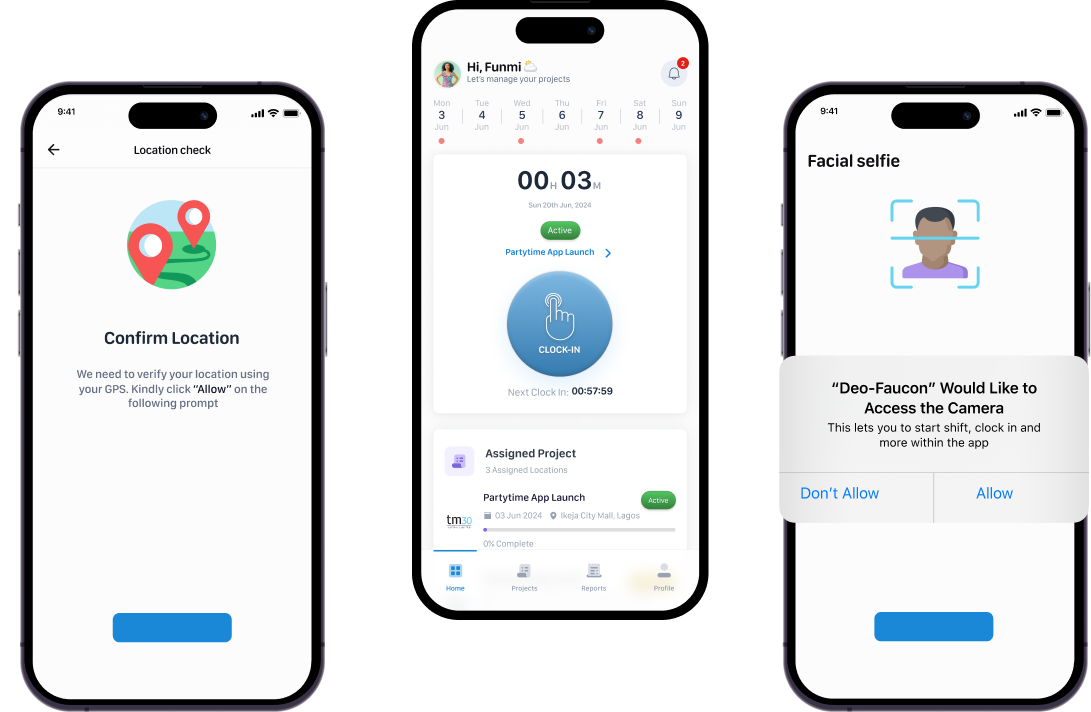 9:41
Location check
Confirm Location
We need to verify your location using
your GPS. Kindly click “Allow” on the
following prompt
Hi, Funmi
Let's manage your projects
2
Mon Tue Wed Thu Fri Sat Sun
3 4 5 6 7 8 9
Jun Jun Jun Jun Jun Jun Jun
00H 03M
Sun 20th Jun, 2024
Active
Partytime App Launch
CLOCK-IN
Next Clock In: 00:57:59
Assigned Project
3 Assigned Locations
Partytime App Launch
Active
tm30
03 Jun 2024 Ikeja City Mall, Lagos
0% Complete
Home Projects Reports Profile
9:41
Facial selfie
“Deo-Faucon” Would Like to
Access the Camera
This lets you to start shift, clock in and
more within the app
Don't Allow Allow